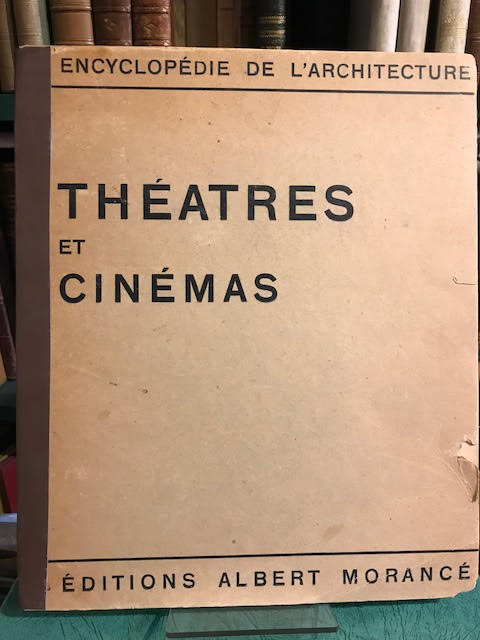 ENCYCLOPÉDIE DE L'ARCHITECTURE
THÉATRES
ET
CINÉMAS
ÉDITIONS ALBERT MORANCÉ